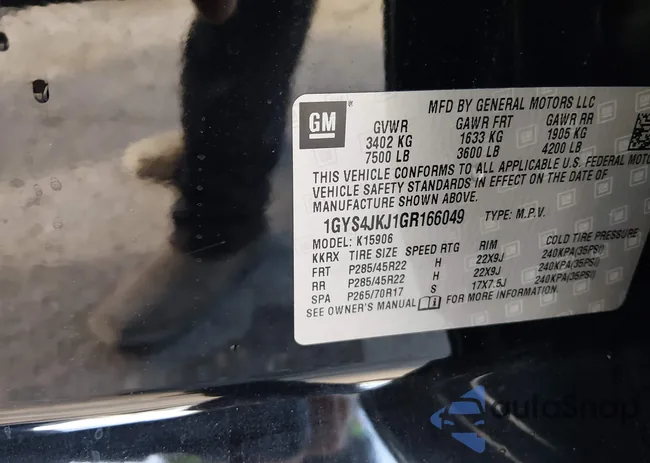 GM
MFD BY GENERAL MOTORS LLC
GVWR GAWR FRT GAWR RR
3402 KG 1633 KG 1905 KG
7500 LB 3600 LB 4200 LB
THIS VEHICLE CONFORMS TO ALL APPLICABLE U.S. FEDERAL
VEHICLE SAFETY STANDARDS IN EFFECT ON THE DATE OF
MANUFACTURE SHOWN ABOVE.
1GYS4JKJ1GR166049 TYPE: M.P.V.
MODEL: K15906
KKRX TIRE SIZE SPEED RTG RIM COLD TIRE PRESSURE
FRT P285/45R22 H 22X9J 240KPA(35PSI)
RR P285/45R22 H 22X9J 240KPA(35PSI)
SPA P265/70R17 S 17X7.5J 240KPA(35PSI)
SEE OWNER'S MANUAL FOR MORE INFORMATION.
autoSnap